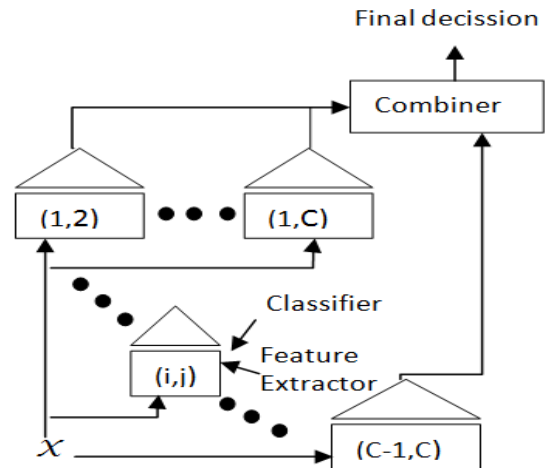 Final decission
Combiner
(1,2)
(1,C)
Classifier
(i,j)
Feature
Extractor
x
(C-1,C)